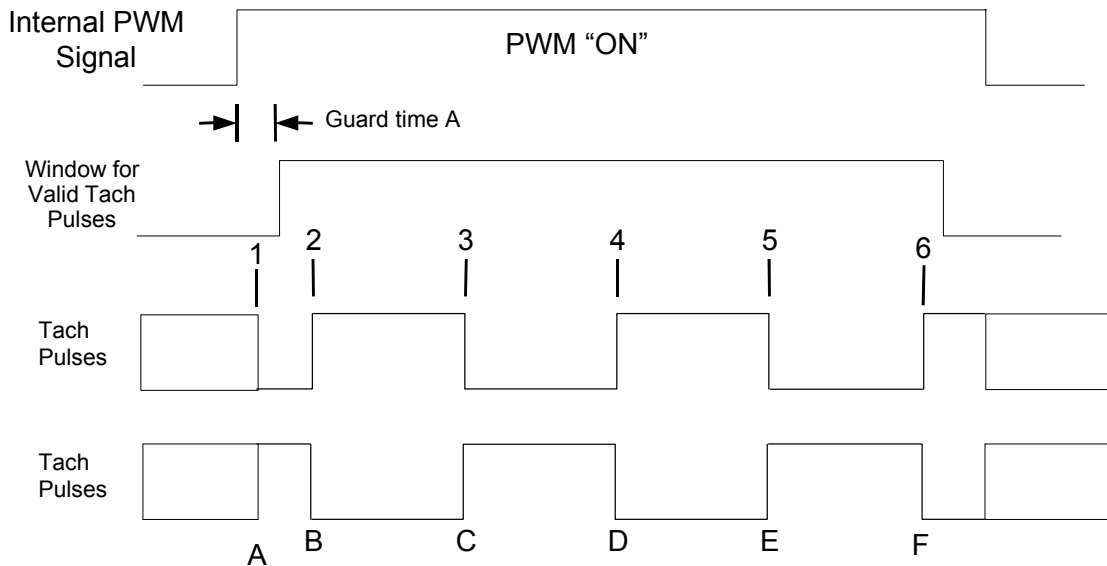 Internal PWM
Signal
PWM “ON”
Guard time A
Window for
Valid Tach
Pulses
1
2
3
4
5
6
Tach
Pulses
Tach
Pulses
A
B
C
D
E
F